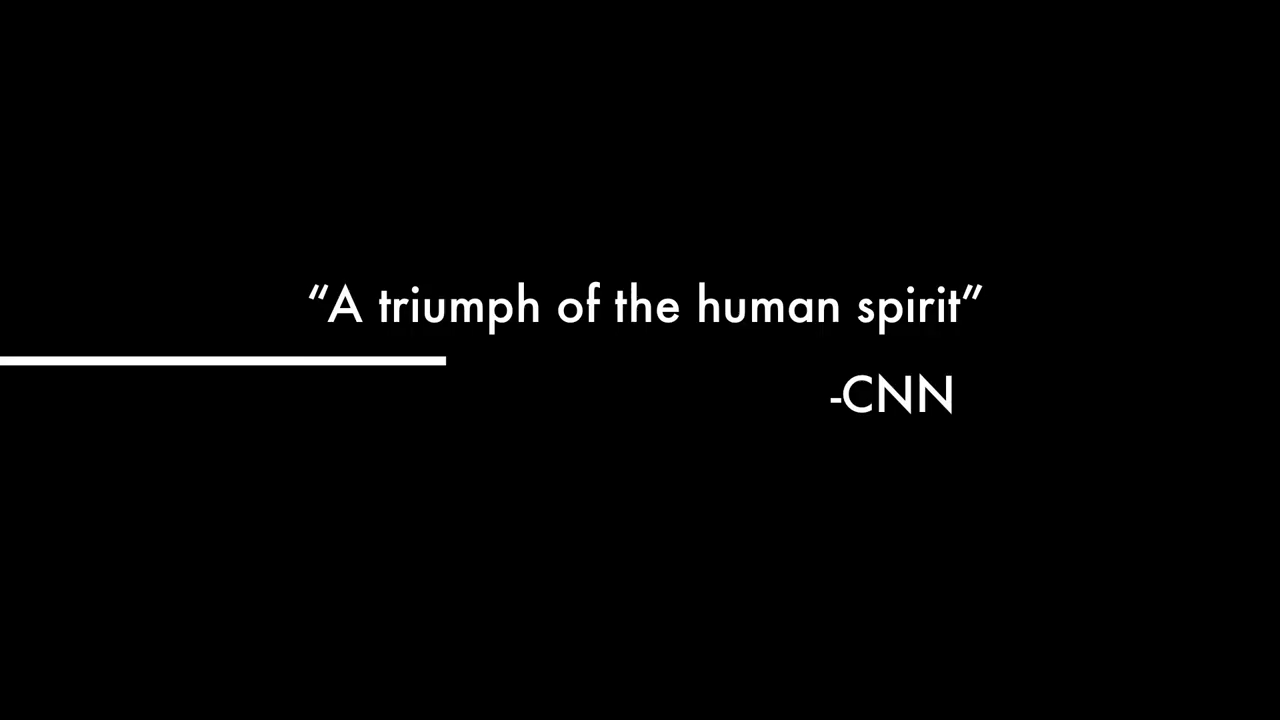 “A triumph of the human spirit”
-CNN